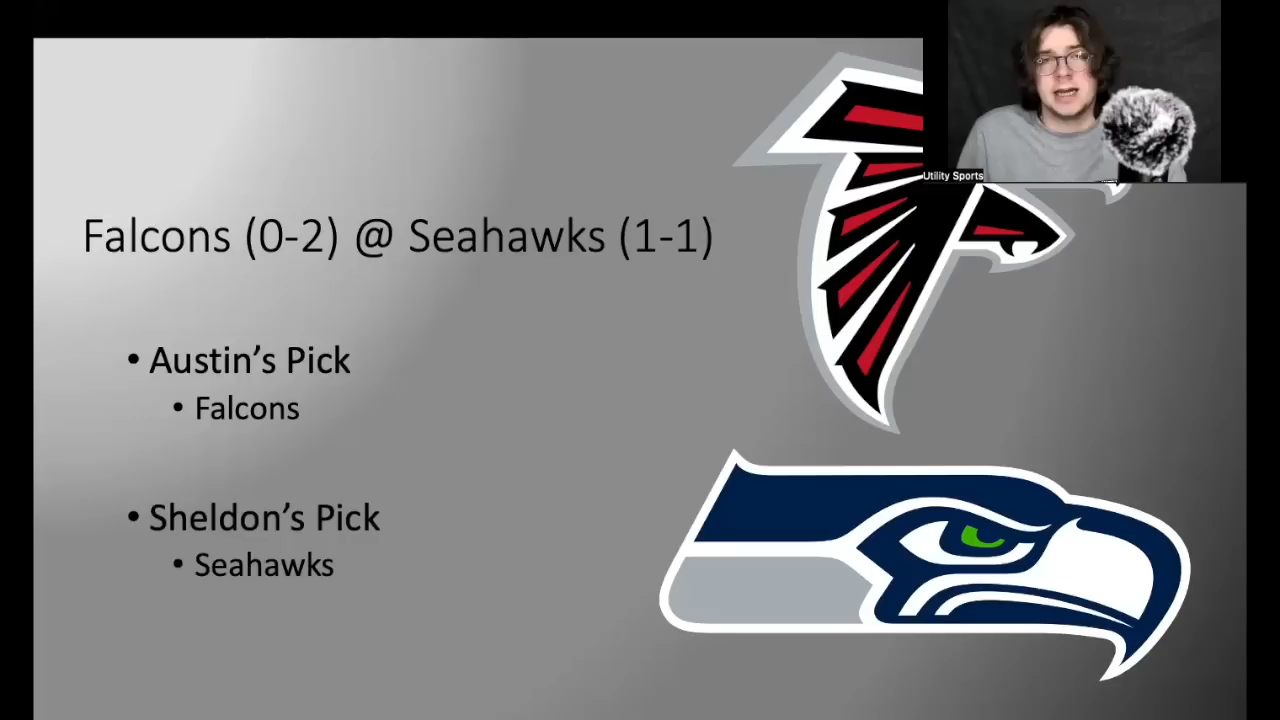 Utility Sports
Falcons (0-2) @ Seahawks (1-1)
• Austin’s Pick
• Falcons
• Sheldon’s Pick
• Seahawks